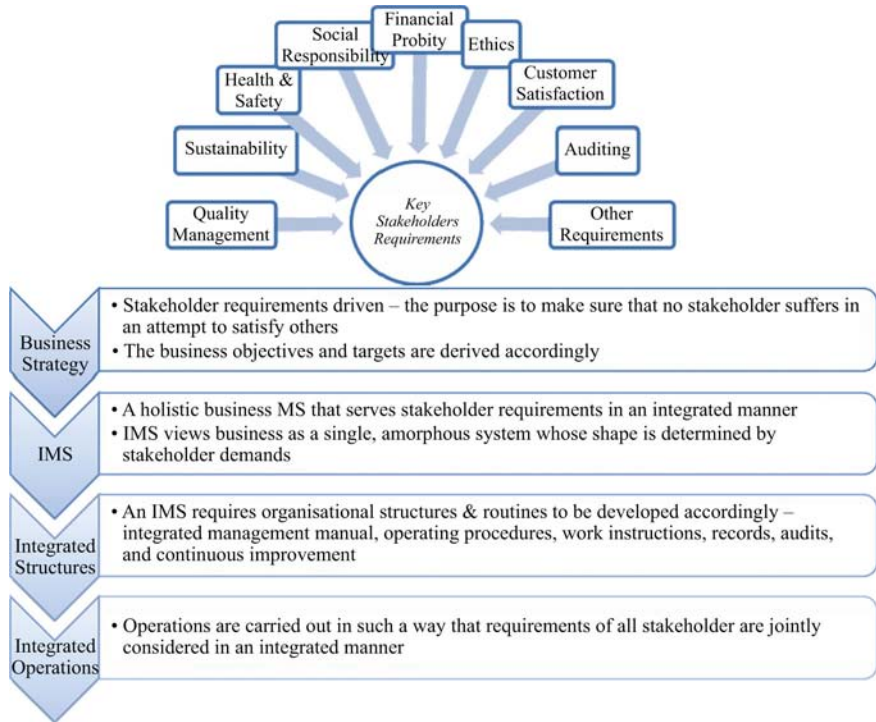 Financial
Probity
Social
Responsibility
Ethics
Health &
Safety
Customer
Satisfaction
Sustainability
Auditing
Quality
Management
Key
Stakeholders
Requirements
Other
Requirements
Business
Strategy
• Stakeholder requirements driven – the purpose is to make sure that no stakeholder suffers in
an attempt to satisfy others
• The business objectives and targets are derived accordingly
IMS
• A holistic business MS that serves stakeholder requirements in an integrated manner
• IMS views business as a single, amorphous system whose shape is determined by
stakeholder demands
Integrated
Structures
• An IMS requires organisational structures & routines to be developed accordingly –
integrated management manual, operating procedures, work instructions, records, audits,
and continuous improvement
Integrated
Operations
• Operations are carried out in such a way that requirements of all stakeholder are jointly
considered in an integrated manner